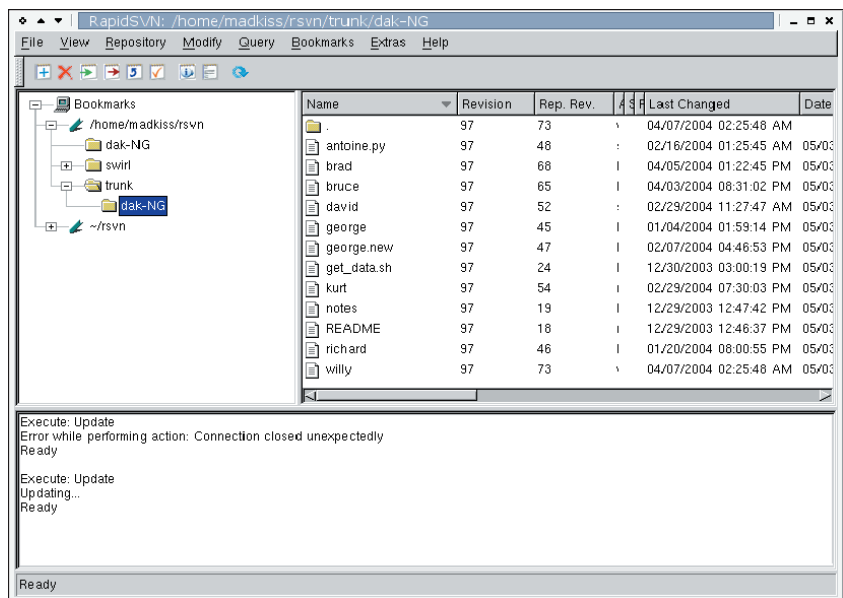 RapidSVN: /home/madkiss/rsvn/trunk/dak-NG
File View Repository Modify Query Bookmarks Extras Help
Bookmarks
/home/madkiss/rsvn
dak-NG
swirl
trunk
dak-NG
~/rsvn
Name Revision Rep. Rev. A S F Last Changed Date
. 97 73 04/07/2004 02:25:48 AM
antoine.py 97 48 02/16/2004 01:25:45 AM 05/03
brad 97 68 04/05/2004 01:22:45 PM 05/03
bruce 97 65 04/03/2004 08:31:02 PM 05/03
david 97 52 02/29/2004 11:27:47 AM 05/03
george 97 45 01/04/2004 01:59:14 PM 05/03
george.new 97 47 02/07/2004 04:46:53 PM 05/03
get_data.sh 97 24 12/30/2003 03:00:19 PM 05/03
kurt 97 54 02/29/2004 07:30:03 PM 05/03
notes 97 19 12/29/2003 12:47:42 PM 05/03
README 97 18 12/29/2003 12:46:37 PM 05/03
richard 97 46 01/20/2004 08:00:55 PM 05/03
willy 97 73 04/07/2004 02:25:48 AM 05/03
Execute: Update
Error while performing action: Connection closed unexpectedly
Ready
Execute: Update
Updating...
Ready
Ready